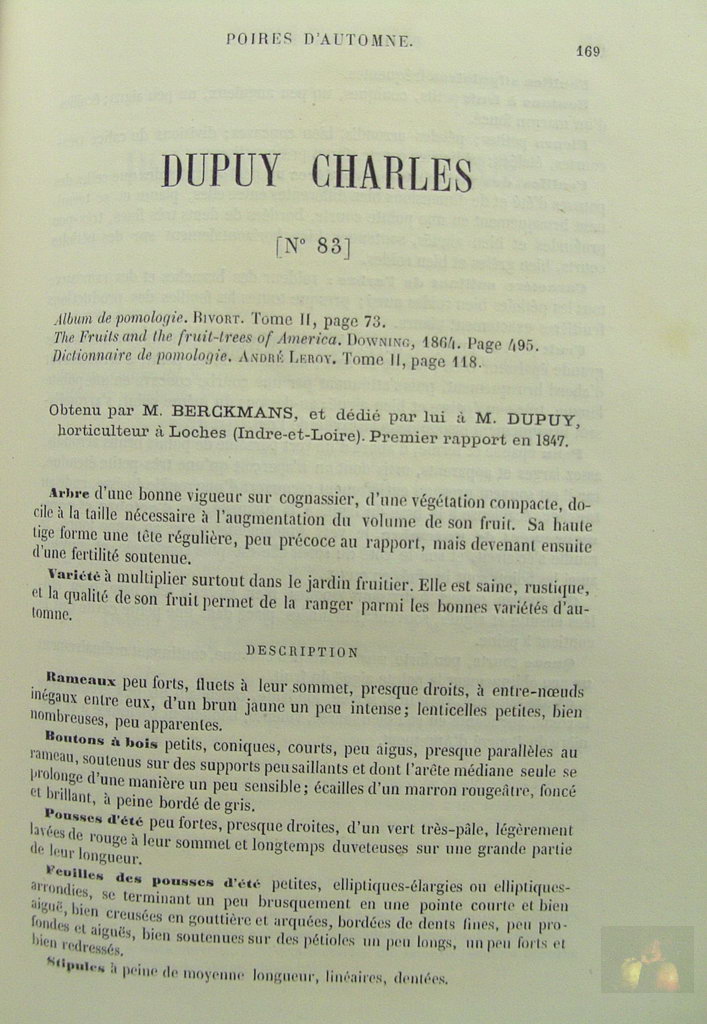 POIRES D'AUTOMNE.
169
DUPUY CHARLES
[N° 83]
Album de pomologie. BIVORT. Tome II, page 73.
The Fruits and the fruit-trees of America. DOWNING, 1864. Page 495.
Dictionnaire de pomologie. ANDRÉ LEROY. Tome II, page 118.
Obtenu par M. BERCKMANS, et dédié par lui à M. DUPUY,
horticulteur à Loches (Indre-et-Loire). Premier rapport en 1847.
Arbre d'une bonne vigueur sur cognassier, d'une végétation compacte, do-
cile à la taille nécessaire à l'augmentation du volume de son fruit. Sa haute
tige forme une tête régulière, peu précoce au rapport, mais devenant ensuite
d'une fertilité soutenue.
Variété à multiplier surtout dans le jardin fruitier. Elle est saine, rustique,
et la qualité de son fruit permet de la ranger parmi les bonnes variétés d'au-
tomne.
DESCRIPTION
Rameaux peu forts, fluets à leur sommet, presque droits, à entre-nœuds
inégaux entre eux, d'un brun jaune un peu intense; lenticelles petites, bien
nombreuses, peu apparentes.
Boutons à bois petits, coniques, courts, peu aigus, presque parallèles au
rameau, soutenus sur des supports peu saillants et dont l'arête médiane seule se
prolonge d'une manière un peu sensible; écailles d'un marron rougeâtre, foncé
et brillant, à peine bordé de gris.
Pousses d'été peu fortes, presque droites, d'un vert très-pâle, légèrement
lavées de rouge à leur sommet et longtemps duveteuses sur une grande partie
de leur longueur.
Feuilles des pousses d'été petites, elliptiques-élargies ou elliptiques-
arrondies, se terminant un peu brusquement en une pointe courte et bien
aiguë, bien creusées en gouttière et arquées, bordées de dents fines, peu pro-
fondes et aiguës, bien soutenues sur des pétioles un peu longs, un peu forts et
bien redressés.
Stipules à peine de moyenne longueur, linéaires, dentées.